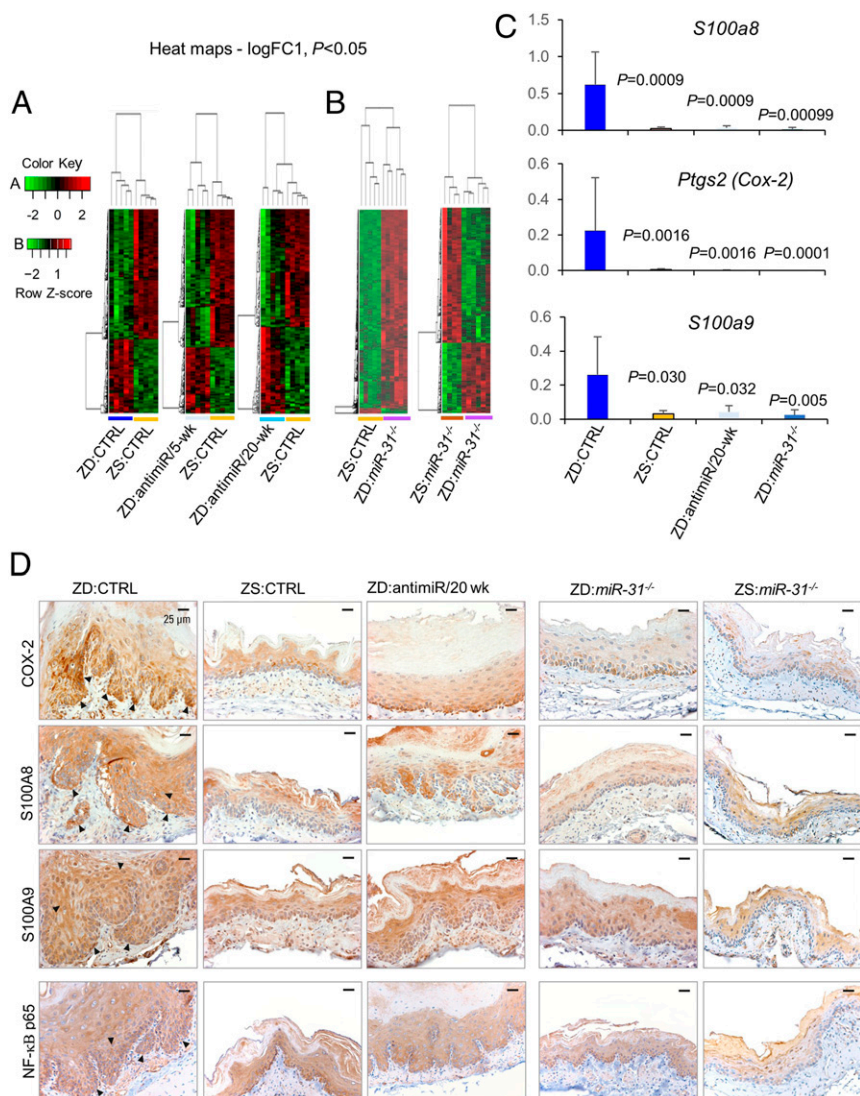 Heat maps - logFC1, P<0.05
A
Color Key
A
-2 0 2
B
-2 1
Row Z-score
ZD:CTRL
ZS:CTRL
ZD:antimiR/5-wk
ZS:CTRL
ZD:antimiR/20-wk
ZS:CTRL
B
ZS:CTRL
ZD:miR-31-/-
ZS:miR-31-/-
ZD:miR-31-/-
C
S100a8
1.5
1.0
0.5
0.0
P=0.0009
P=0.0009
P=0.00099
Ptgs2 (Cox-2)
0.6
0.4
0.2
0.0
P=0.0016
P=0.0016
P=0.0001
S100a9
0.6
0.4
0.2
0.0
P=0.030
P=0.032
P=0.005
ZD:CTRL
ZS:CTRL
ZD:antimiR/20-wk
ZD:miR-31-/-
D
ZD:CTRL
ZS:CTRL
ZD:antimiR/20 wk
ZD:miR-31-/-
ZS:miR-31-/-
25 µm
COX-2
S100A8
S100A9
NF-κB p65